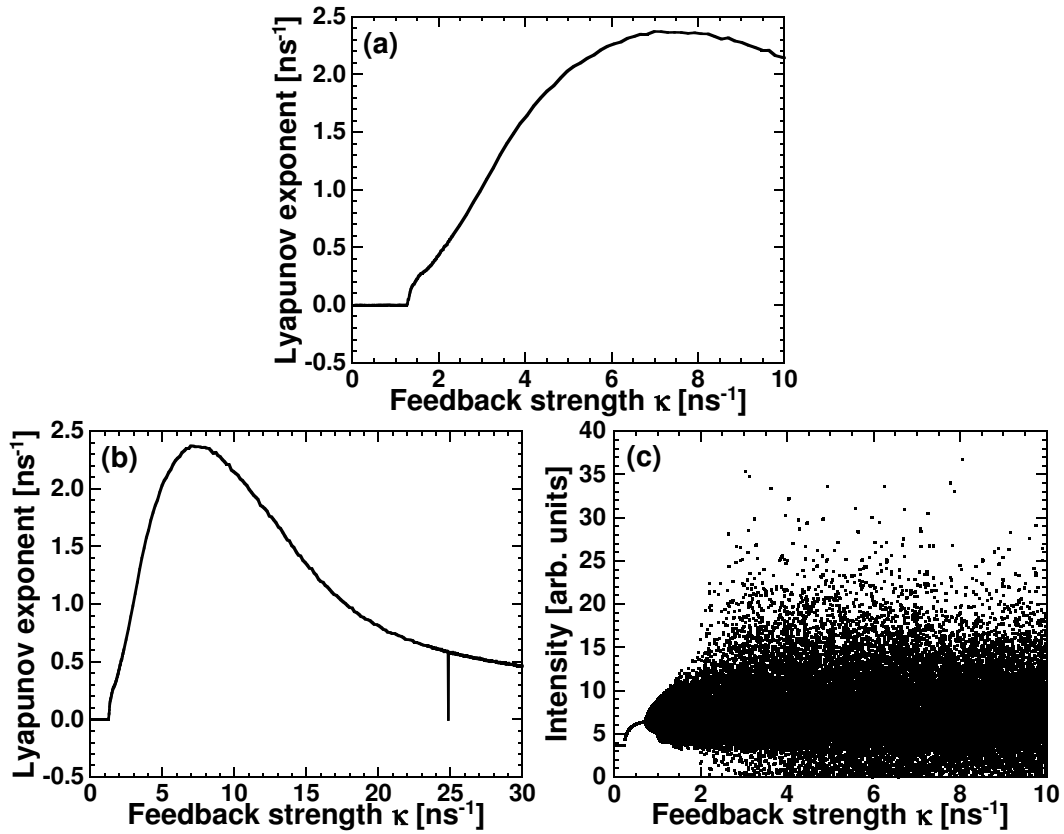 (a)
Lyapunov exponent [ns⁻¹]
2.5
2.0
1.5
1.0
0.5
0.0
-0.5
0 2 4 6 8 10
Feedback strength κ [ns⁻¹]
(b)
Lyapunov exponent [ns⁻¹]
2.5
2.0
1.5
1.0
0.5
0.0
-0.5
0 5 10 15 20 25 30
Feedback strength κ [ns⁻¹]
(c)
Intensity [arb. units]
40
35
30
25
20
15
10
5
0
0 2 4 6 8 10
Feedback strength κ [ns⁻¹]